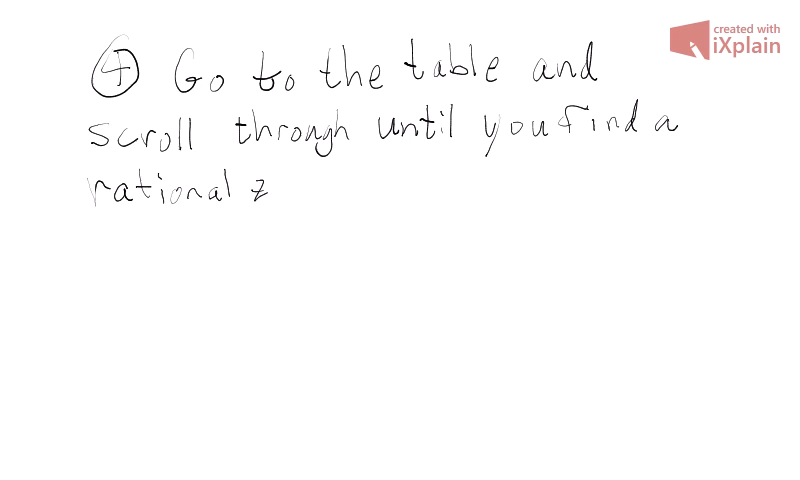 ④ Go to the table and
scroll through until you find a
rational z
created with
iXplain